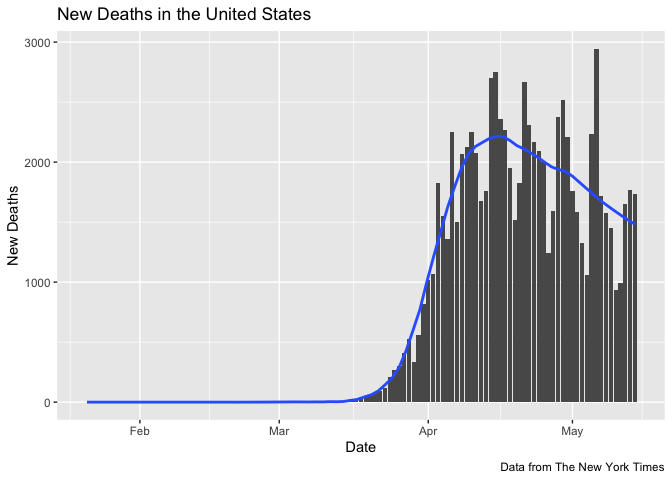 New Deaths in the United States
3000
2000
1000
0
New Deaths
Feb Mar Apr May
Date
Data from The New York Times